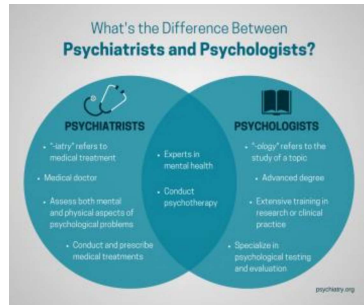 What's the Difference Between
Psychiatrists and Psychologists?
PSYCHIATRISTS
• "-iatry" refers to
medical treatment
• Medical doctor
• Assess both mental
and physical aspects of
psychological problems
• Conduct and prescribe
medical treatments
• Experts in
mental health
• Conduct
psychotherapy
PSYCHOLOGISTS
• "-ology" refers to the
study of a topic
• Advanced degree
• Extensive training in
research or clinical
practice
• Specialize in
psychological testing
and evaluation
psychiatry.org